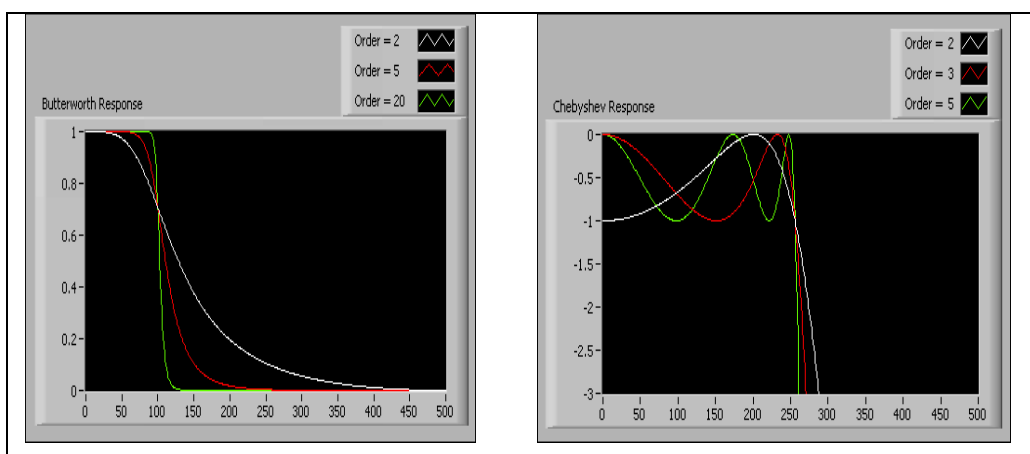 Order = 2
Order = 5
Order = 20
Butterworth Response
1
0.8
0.6
0.4
0.2
0
0 50 100 150 200 250 300 350 400 450 500
Order = 2
Order = 3
Order = 5
Chebyshev Response
0
-0.5
-1
-1.5
-2
-2.5
-3
0 50 100 150 200 250 300 350 400 450 500